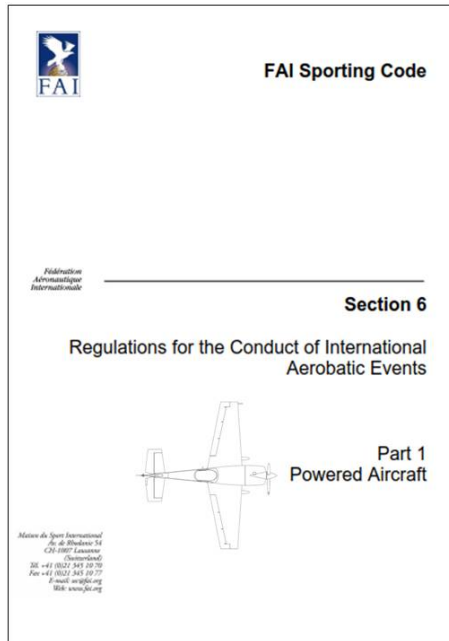 FAI
FAI Sporting Code
Fédération
Aéronautique
Internationale
Section 6
Regulations for the Conduct of International
Aerobatic Events
Part 1
Powered Aircraft
Maison du Sport International
Av. de Rhodanie 54
CH-1007 Lausanne
(Switzerland)
Tél. +41 (0)21 345 10 70
Fax +41 (0)21 345 10 77
E-mail: sec@fai.org
Web: www.fai.org